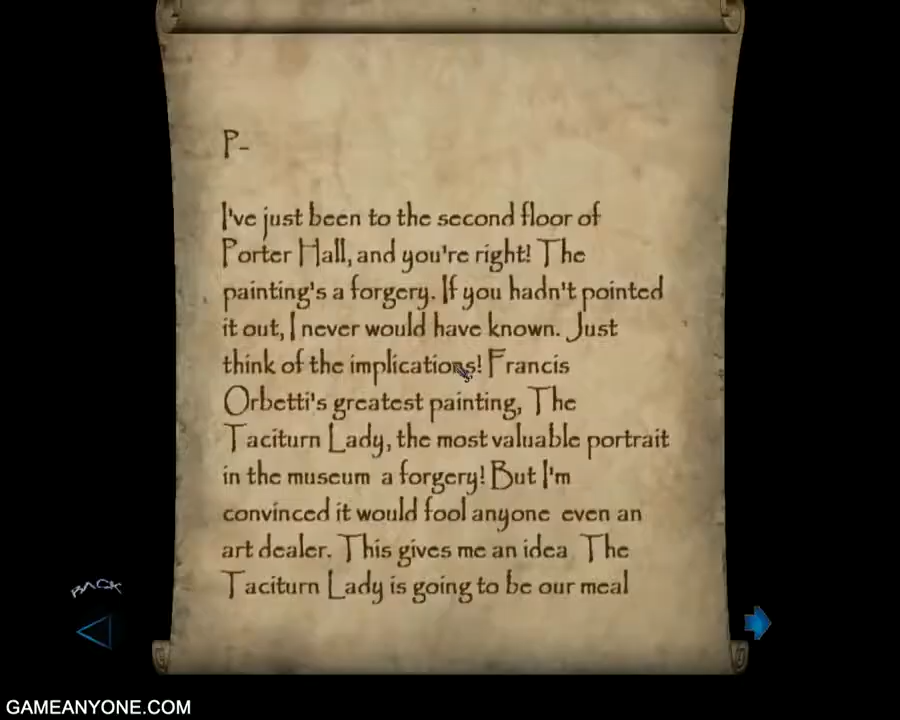 P-
I've just been to the second floor of
Porter Hall, and you're right! The
painting's a forgery. If you hadn't pointed
it out, I never would have known. Just
think of the implications! Francis
Orbetti's greatest painting, The
Taciturn Lady, the most valuable portrait
in the museum a forgery! But I'm
convinced it would fool anyone even an
art dealer. This gives me an idea The
Taciturn Lady is going to be our meal
BACK
GAMEANYONE.COM